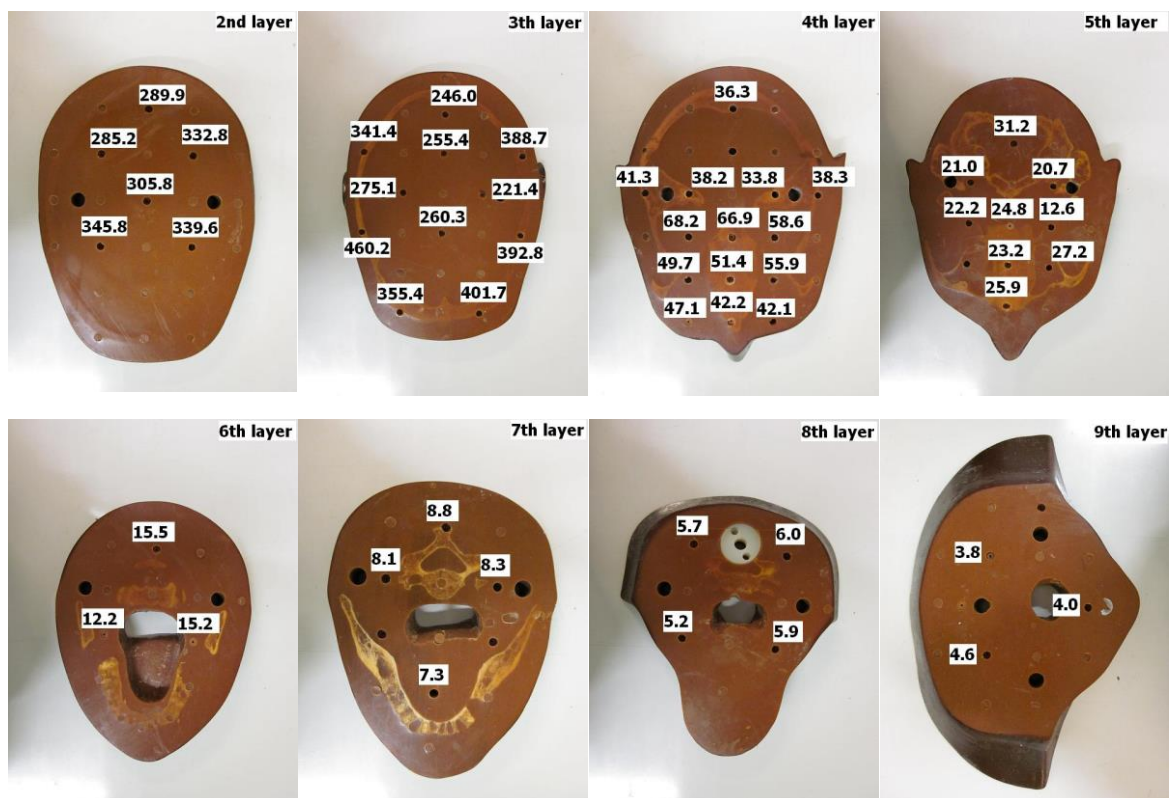 2nd layer
289.9
285.2 332.8
305.8
345.8 339.6
3th layer
246.0
341.4 255.4 388.7
275.1 221.4
260.3
460.2 392.8
355.4 401.7
4th layer
36.3
41.3 38.2 33.8 38.3
68.2 66.9 58.6
49.7 51.4 55.9
47.1 42.2 42.1
5th layer
31.2
21.0 20.7
22.2 24.8 12.6
23.2 27.2
25.9
6th layer
15.5
12.2 15.2
7th layer
8.8
8.1 8.3
7.3
8th layer
5.7 6.0
5.2 5.9
9th layer
3.8
4.0
4.6